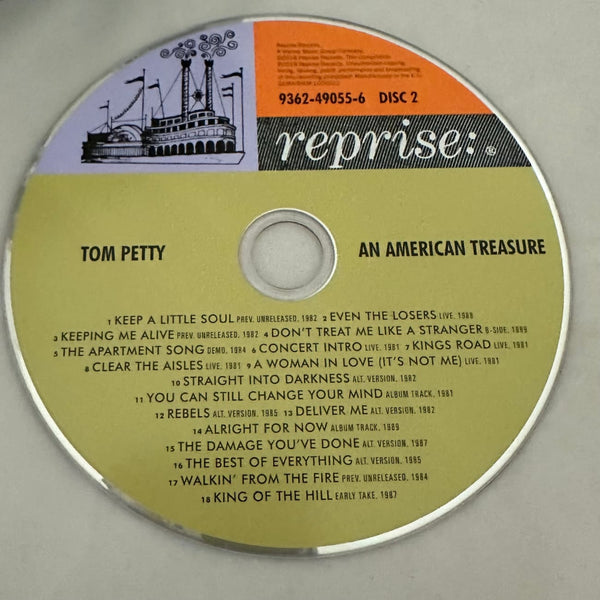 9362-49055-6 DISC 2
reprise:®
TOM PETTY
AN AMERICAN TREASURE
1 KEEP A LITTLE SOUL PREV. UNRELEASED, 1982 2 EVEN THE LOSERS LIVE, 1989
3 KEEPING ME ALIVE PREV. UNRELEASED, 1982 4 DON'T TREAT ME LIKE A STRANGER B-SIDE, 1989
5 THE APARTMENT SONG DEMO, 1984 6 CONCERT INTRO LIVE, 1981 7 KINGS ROAD LIVE, 1981
8 CLEAR THE AISLES LIVE, 1981 9 A WOMAN IN LOVE (IT'S NOT ME) LIVE, 1981
10 STRAIGHT INTO DARKNESS ALT. VERSION, 1982
11 YOU CAN STILL CHANGE YOUR MIND ALBUM TRACK, 1981
12 REBELS ALT. VERSION, 1985 13 DELIVER ME ALT. VERSION, 1982
14 ALRIGHT FOR NOW ALBUM TRACK, 1989
15 THE DAMAGE YOU'VE DONE ALT. VERSION, 1987
16 THE BEST OF EVERYTHING ALT. VERSION, 1985
17 WALKIN' FROM THE FIRE PREV. UNRELEASED, 1984
18 KING OF THE HILL EARLY TAKE, 1987